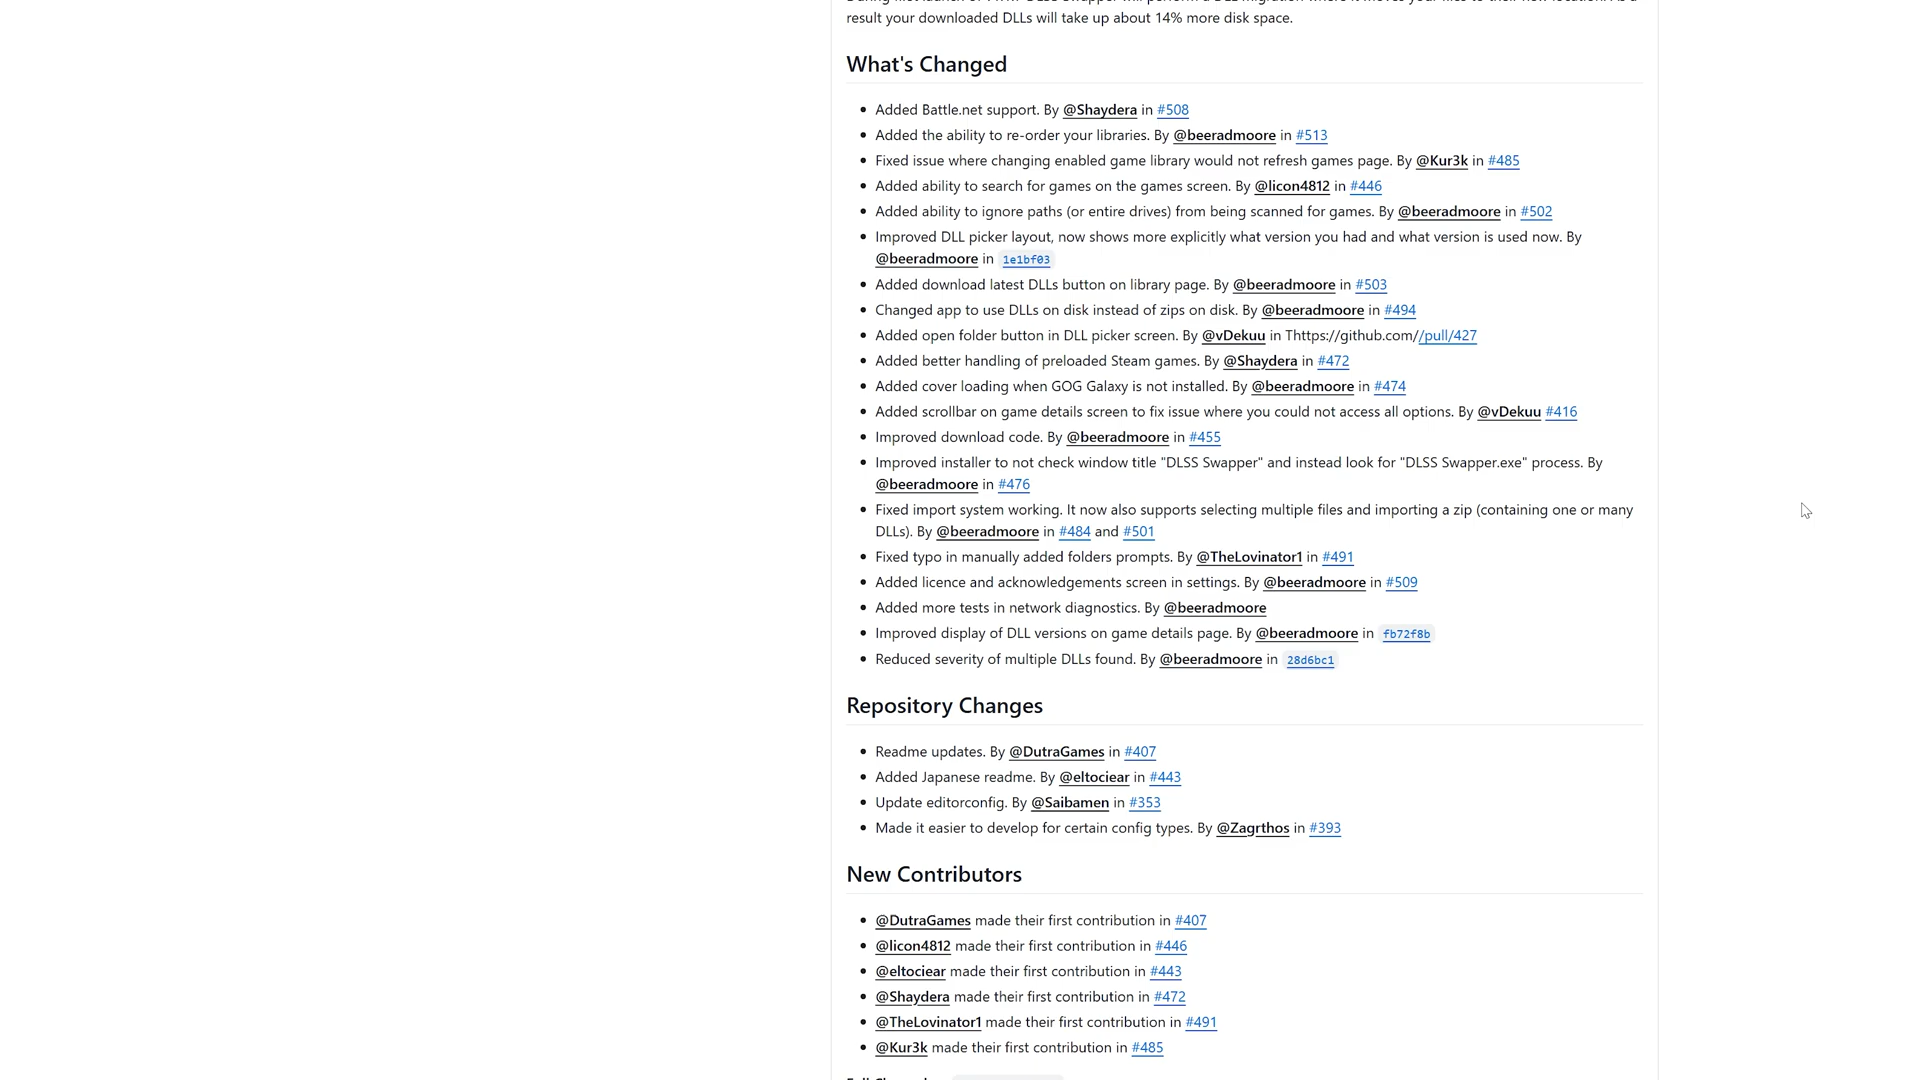 result your downloaded DLLs will take up about 14% more disk space.
What's Changed
Added Battle.net support. By @Shaydera in #508
Added the ability to re-order your libraries. By @beeradmoore in #513
Fixed issue where changing enabled game library would not refresh games page. By @Kur3k in #485
Added ability to search for games on the games screen. By @licon4812 in #446
Added ability to ignore paths (or entire drives) from being scanned for games. By @beeradmoore in #502
Improved DLL picker layout, now shows more explicitly what version you had and what version is used now. By
@beeradmoore in 1e1bf03
Added download latest DLLs button on library page. By @beeradmoore in #503
Changed app to use DLLs on disk instead of zips on disk. By @beeradmoore in #494
Added open folder button in DLL picker screen. By @vDekuu in Thttps://github.com//pull/427
Added better handling of preloaded Steam games. By @Shaydera in #472
Added cover loading when GOG Galaxy is not installed. By @beeradmoore in #474
Added scrollbar on game details screen to fix issue where you could not access all options. By @vDekuu #416
Improved download code. By @beeradmoore in #455
Improved installer to not check window title "DLSS Swapper" and instead look for "DLSS Swapper.exe" process. By
@beeradmoore in #476
Fixed import system working. It now also supports selecting multiple files and importing a zip (containing one or many
DLLs). By @beeradmoore in #484 and #501
Fixed typo in manually added folders prompts. By @TheLovinator1 in #491
Added licence and acknowledgements screen in settings. By @beeradmoore in #509
Added more tests in network diagnostics. By @beeradmoore
Improved display of DLL versions on game details page. By @beeradmoore in fb72f8b
Reduced severity of multiple DLLs found. By @beeradmoore in 28d6bc1
Repository Changes
Readme updates. By @DutraGames in #407
Added Japanese readme. By @eltociear in #443
Update editorconfig. By @Saibamen in #353
Made it easier to develop for certain config types. By @Zagrthos in #393
New Contributors
@DutraGames made their first contribution in #407
@licon4812 made their first contribution in #446
@eltociear made their first contribution in #443
@Shaydera made their first contribution in #472
@TheLovinator1 made their first contribution in #491
@Kur3k made their first contribution in #485